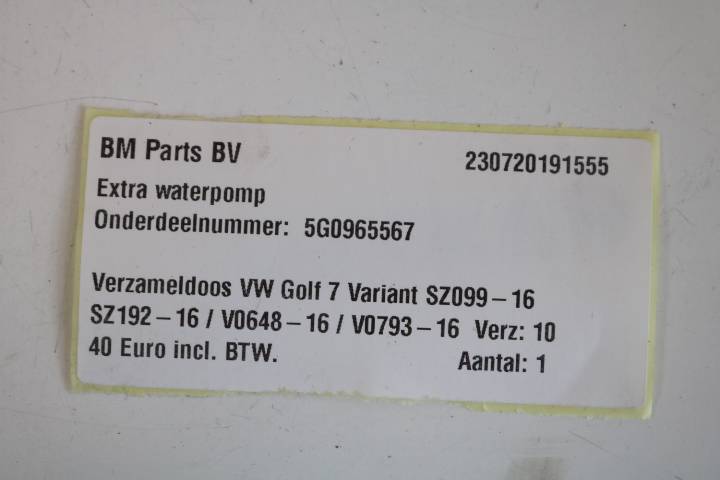 BM Parts BV 230720191555
Extra waterpomp
Onderdeelnummer: 5G0965567
Verzameldoos VW Golf 7 Variant SZ099-16
SZ192-16 / V0648-16 / V0793-16 Verz: 10
40 Euro incl. BTW. Aantal: 1